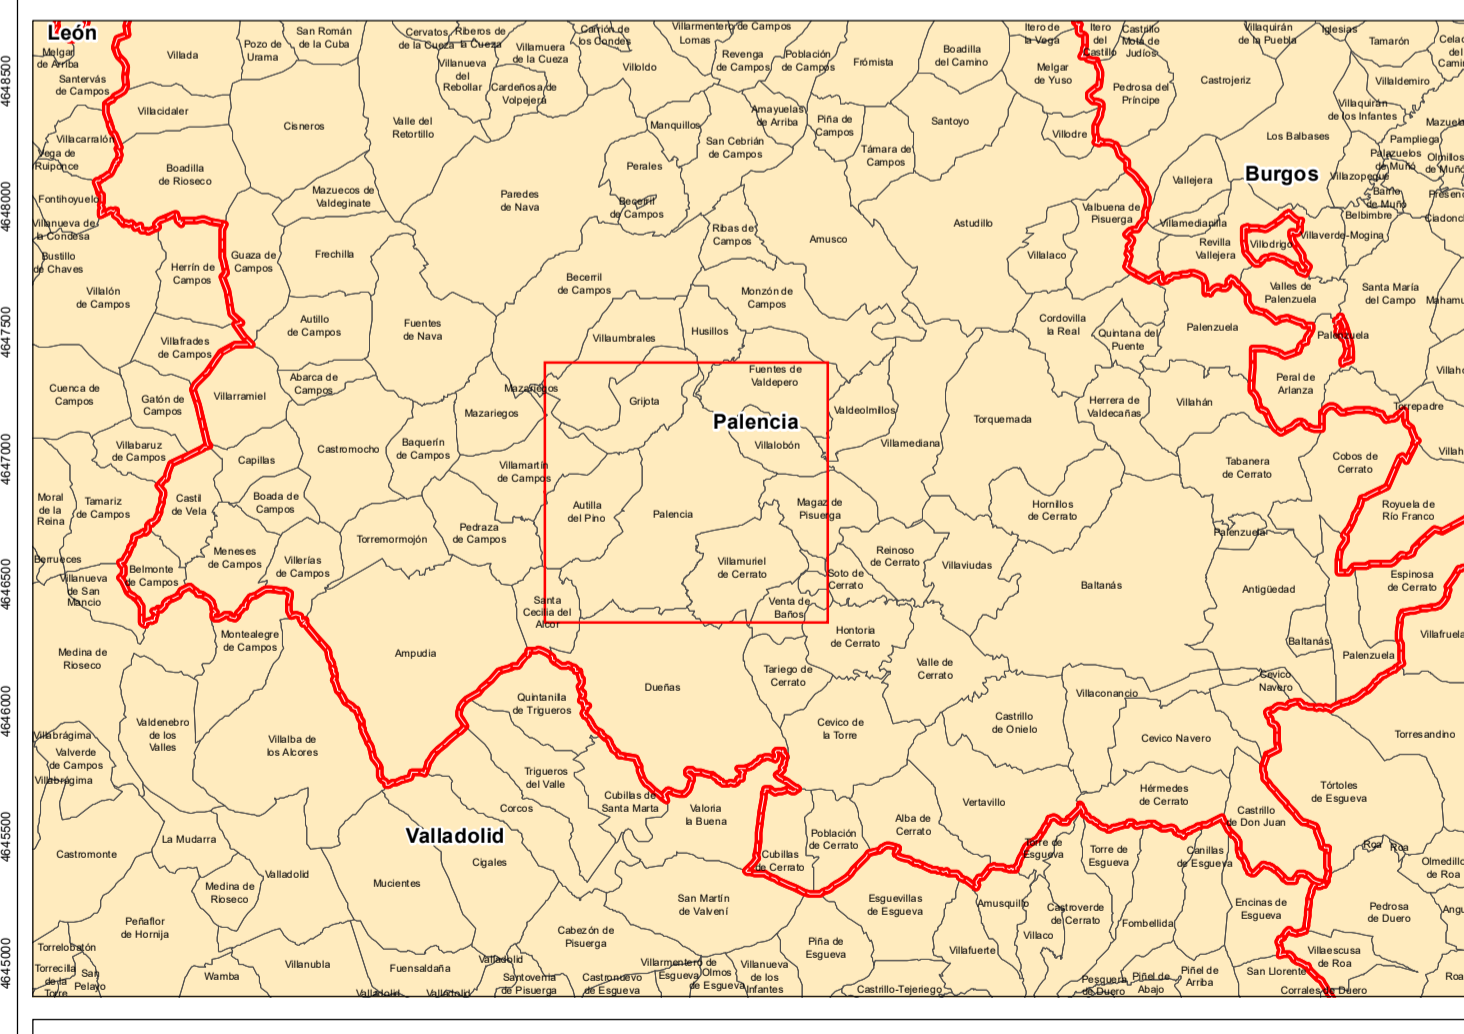 León
Melgar
de Arriba
Santervás
de Campos
Villada
Pozo de
Urama
San Román
de la Cuba
Cervatos
de la Cueza
Riberos de
la Cueza
Villanueva
del
Rebollar
Villamuera
de la Cueza
Cardeñosa de
Volpejera
Carrión de
los Condes
Villoldo
Villarmentero de Campos
Lomas
Revenga
de Campos
Población
de Campos
Frómista
Boadilla
del Camino
Itero de
la Vega
Melgar
de Yuso
Itero
del
Castillo
Castrillo
Mota de
Judíos
Pedrosa del
Príncipe
Castrojeriz
Villaquirán
de la Puebla
Iglesias
Tamarón
Villaldemiro
Villaquirán
de los Infantes
4648500
Villacidaler
Cisneros
Valle del
Retortillo
Manquillos
Amayuelas
de Arriba
Piña de
Campos
San Cebrián
de Campos
Támara de
Campos
Santoyo
Villodre
Los Balbases
Pampliega
Palazuelos
de Muñó
Olmillos
de Muñó
Villazopeque
Barrio
de Muño
Belbimbre
Villacarralón
Vega de
Ruiponce
Boadilla
de Rioseco
Mazuecos de
Valdeginate
Paredes
de Nava
Perales
Becerril
de Campos
Vallejera
Burgos
4648000
Fontihoyuelo
Villanueva de
la Condesa
Bustillo
de Chaves
Villalón
de Campos
Herrín de
Campos
Guaza de
Campos
Frechilla
Becerril
de Campos
Ribas de
Campos
Amusco
Astudillo
Valbuena de
Pisuerga
Villalaco
Villamedianilla
Revilla
Vallejera
Villodrigo
Villaverde-Mogina
Monzón de
Campos
Valles de
Palenzuela
Santa María
del Campo
4647500
Villafrades
de Campos
Autillo
de Campos
Fuentes
de Nava
Villaumbrales
Husillos
Cordovilla
la Real
Quintana del
Puente
Palenzuela
Palenzuela
Cuenca de
Campos
Gatón de
Campos
Villarramiel
Abarca de
Campos
Mazariegos
Mazariegos
Grijota
Fuentes de
Valdepero
Palencia
Valdeolmillos
Torquemada
Herrera de
Valdecañas
Villahán
Peral de
Arlanza
Torrepadre
4647000
Villabaruz
de Campos
Capillas
Castromocho
Baquerín
de Campos
Villamartín
de Campos
Villalobón
Villamediana
Tabanera
de Cerrato
Cobos de
Cerrato
Moral
de la
Reina
Tamariz
de Campos
Castil
de Vela
Boada de
Campos
Autilla
del Pino
Palencia
Magaz de
Pisuerga
Hornillos
de Cerrato
Royuela de
Río Franco
Torremormojón
Pedraza
de Campos
Palenzuela
4646500
Berrueces
Villanueva
de San
Mancio
Belmonte
de Campos
Meneses
de Campos
Villerías
de Campos
Villamuriel
de Cerrato
Reinoso
de Cerrato
Soto de
Cerrato
Villaviudas
Baltanás
Antigüedad
Espinosa
de Cerrato
Santa
Cecilia del
Alcor
Venta de
Baños
Medina de
Rioseco
Montealegre
de Campos
Ampudia
Hontoria
de Cerrato
Baltanás
Palenzuela
Villafruela
4646000
Dueñas
Tariego de
Cerrato
Valle de
Cerrato
Villaconancio
Cevico
Navero
Valdenebro
de los
Valles
Quintanilla
de Trigueros
Villabrágima
Valverde
de Campos
Villabrágima
Villalba de
los Alcores
Cevico de
la Torre
Castrillo
de Onielo
Cevico Navero
Torresandino
Trigueros
del Valle
Corcos
Cubillas de
Santa Marta
Valoria
la Buena
Vertavillo
Hérmedes
de Cerrato
Tórtoles
de Esgueva
4645500
La Mudarra
Castromonte
Valladolid
Cigales
Población
de Cerrato
Alba de
Cerrato
Cubillas
de Cerrato
Torre de
Esgueva
Torre de
Esgueva
Canillas
de Esgueva
Castrillo
de Don Juan
Roa
Roa
Olmedillo
de Roa
Medina de
Rioseco
Valladolid
Mucientes
San Martín
de Valvení
Esguevillas
de Esgueva
Amusquillo
Castroverde
de Cerrato
Fombellida
Encinas de
Esgueva
Pedrosa
de Duero
4645000
Peñaflor
de Hornija
Torrelobatón
Torrecilla
de la
Torre
San
Pelayo
Wamba
Villanubla
Fuensaldaña
Valladolid
Valladolid
Valladolid
Cabezón de
Pisuerga
Santovenia
de Pisuerga
Castronuevo
de Esgueva
Villarmentero de
Esgueva
Olmos
de Esgueva
Villanueva
de los
Infantes
Piña de
Esgueva
Castrillo-Tejeriego
Villafuerte
Villaco
Pesquera
de Duero
Piñel de
Abajo
Piñel de
Arriba
San Llorente
Corrales de Duero
Villaescusa
de Roa
Roa